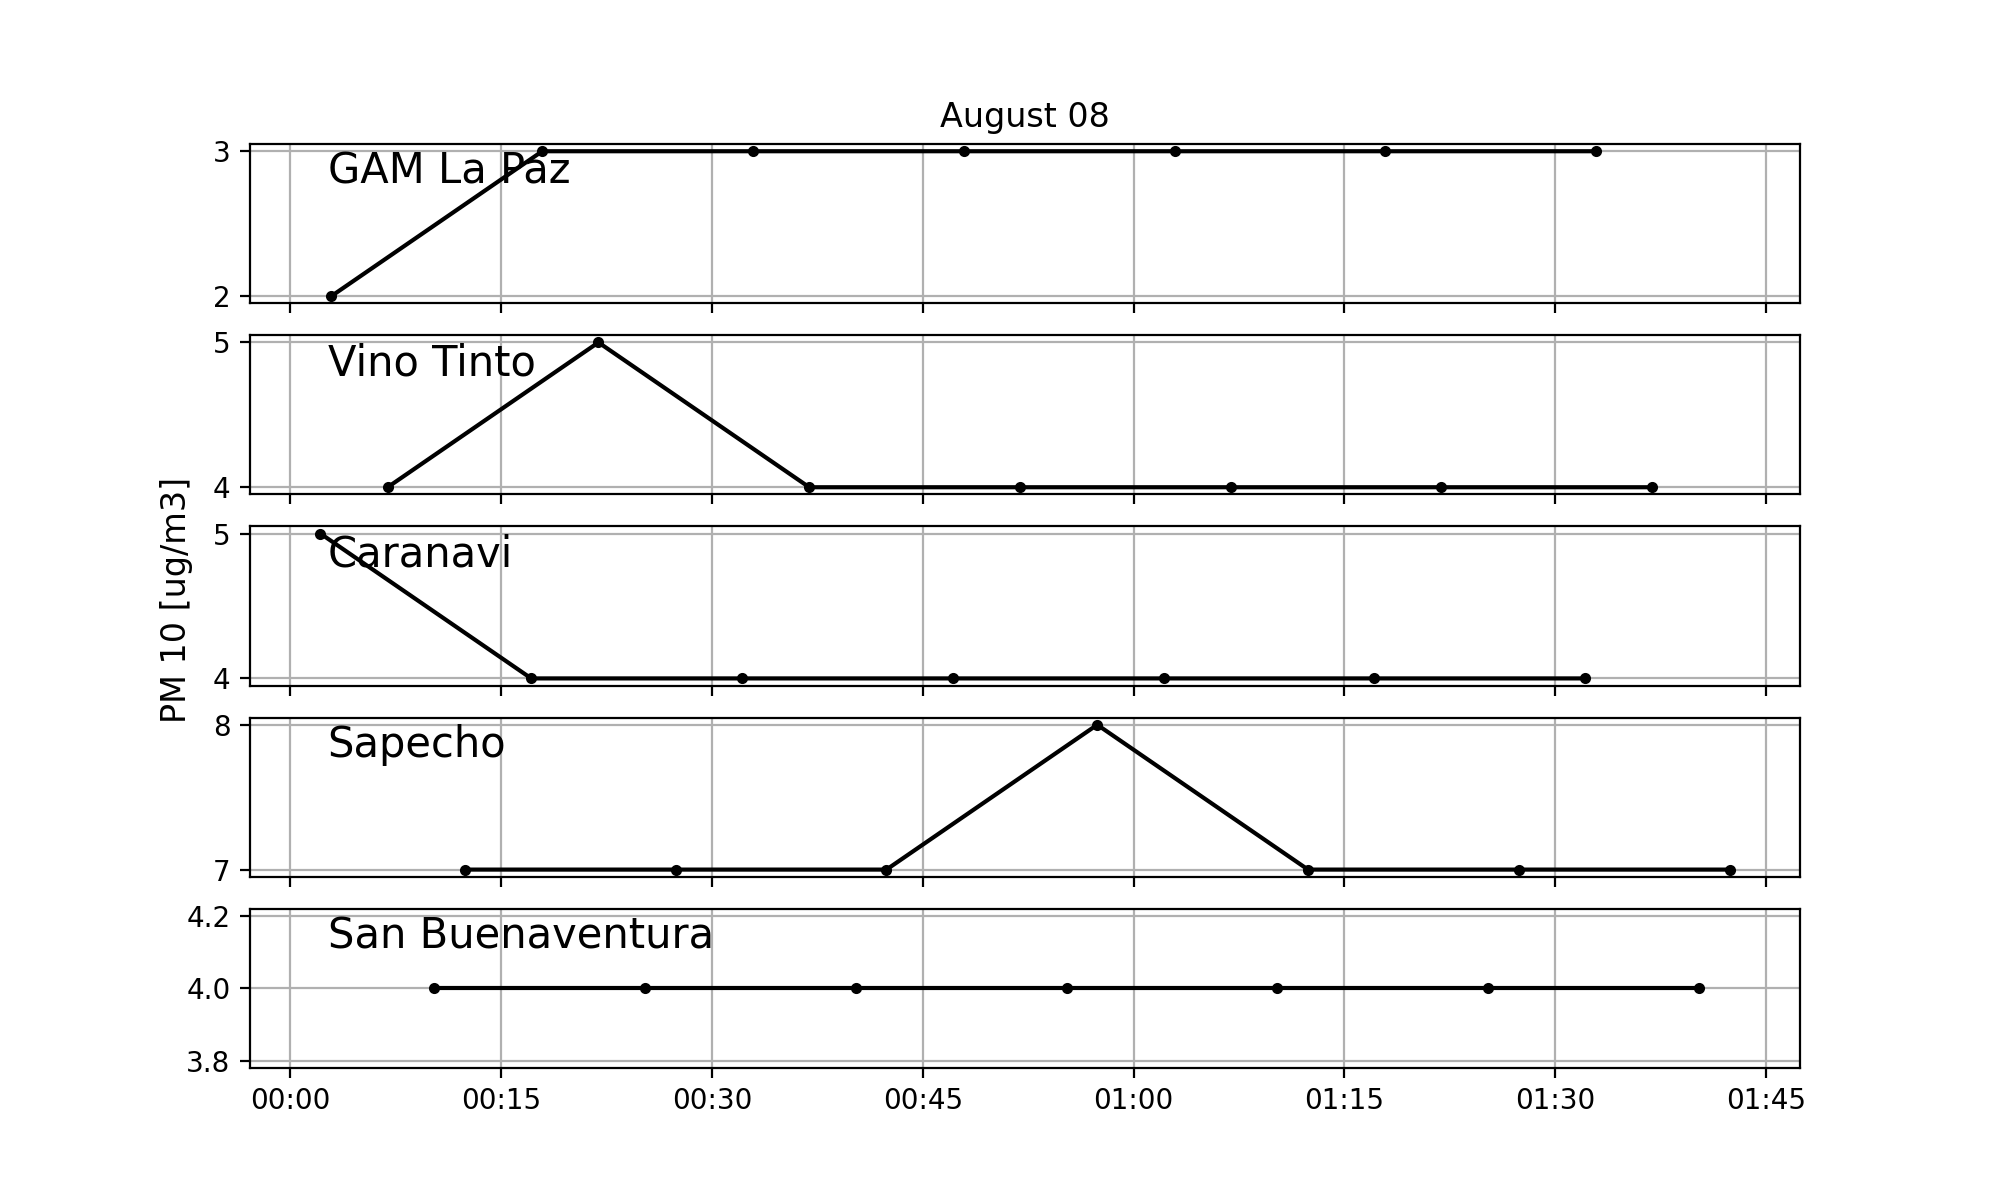 August 08
PM 10 [ug/m3]
GAM La Paz
3
2
Vino Tinto
5
4
Caranavi
5
4
Sapecho
8
7
San Buenaventura
4.2
4.0
3.8
00:00 00:15 00:30 00:45 01:00 01:15 01:30 01:45